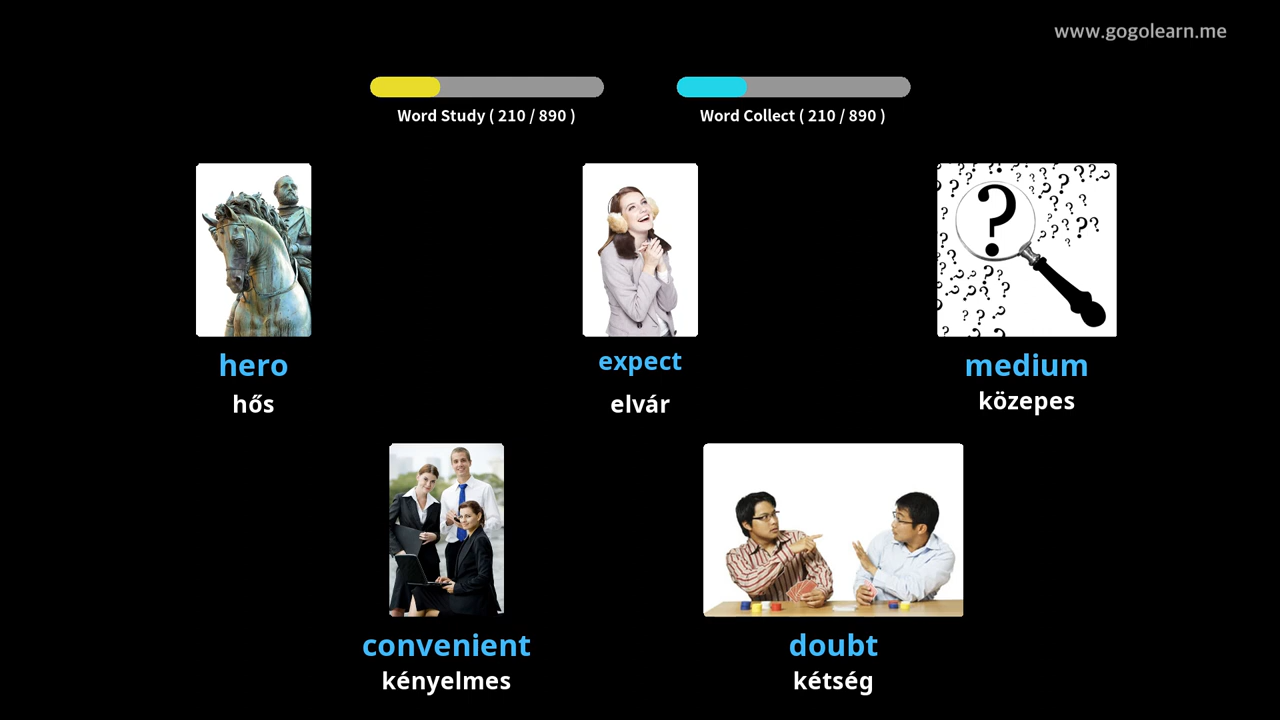 www.gogolearn.me
Word Study ( 210 / 890 )
Word Collect ( 210 / 890 )
hero
hős
expect
elvár
medium
közepes
convenient
kényelmes
doubt
kétség